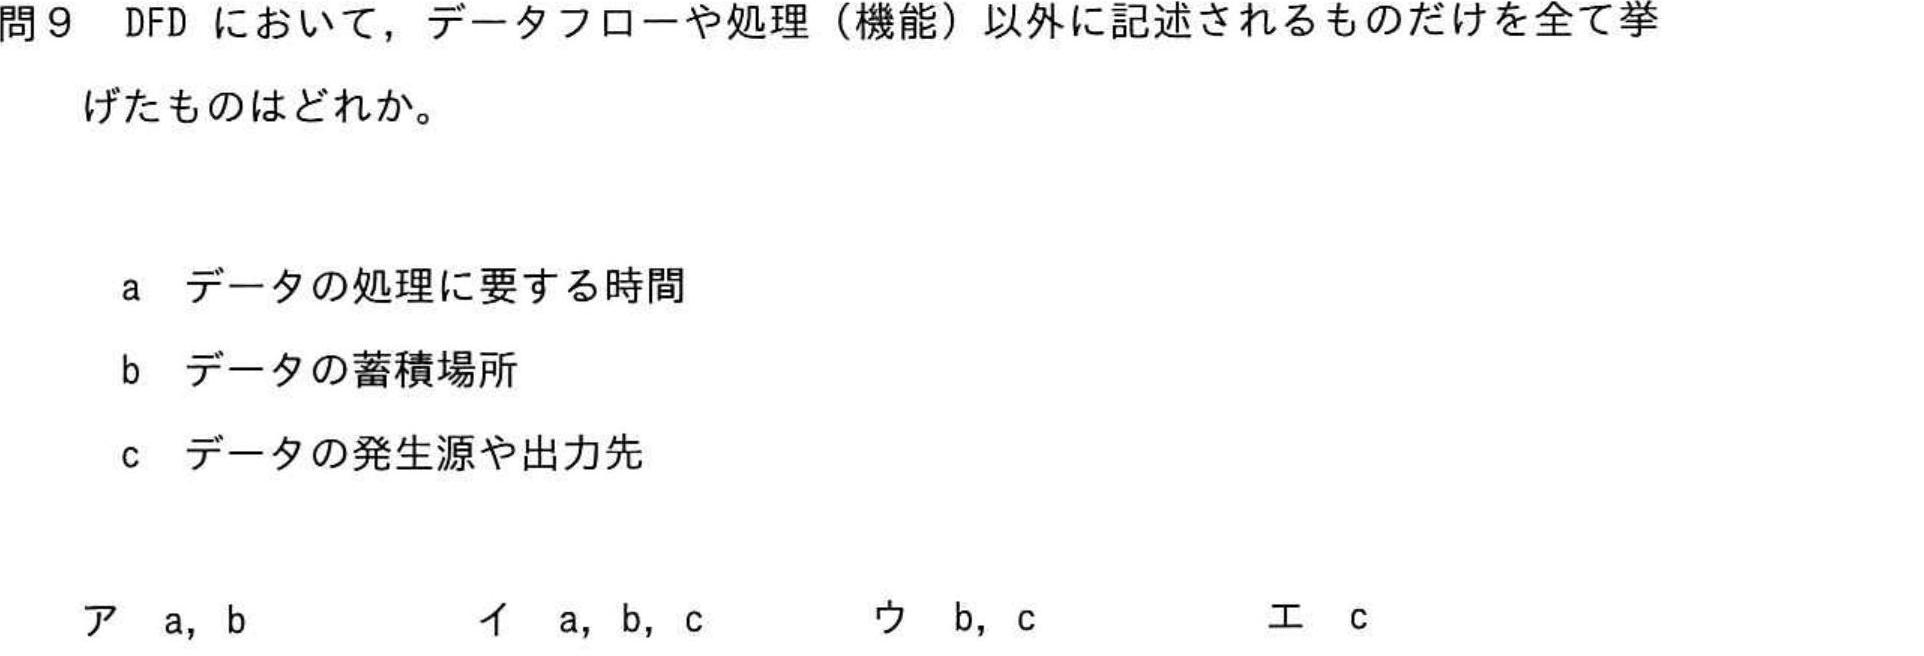 問９　DFD において，データフローや処理（機能）以外に記述されるものだけを全て挙
げたものはどれか。
a　データの処理に要する時間
b　データの蓄積場所
c　データの発生源や出力先
ア　a，b　イ　a，b，c　ウ　b，c　エ　c